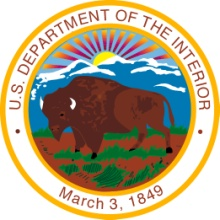 U.S. DEPARTMENT OF THE INTERIOR
March 3, 1849